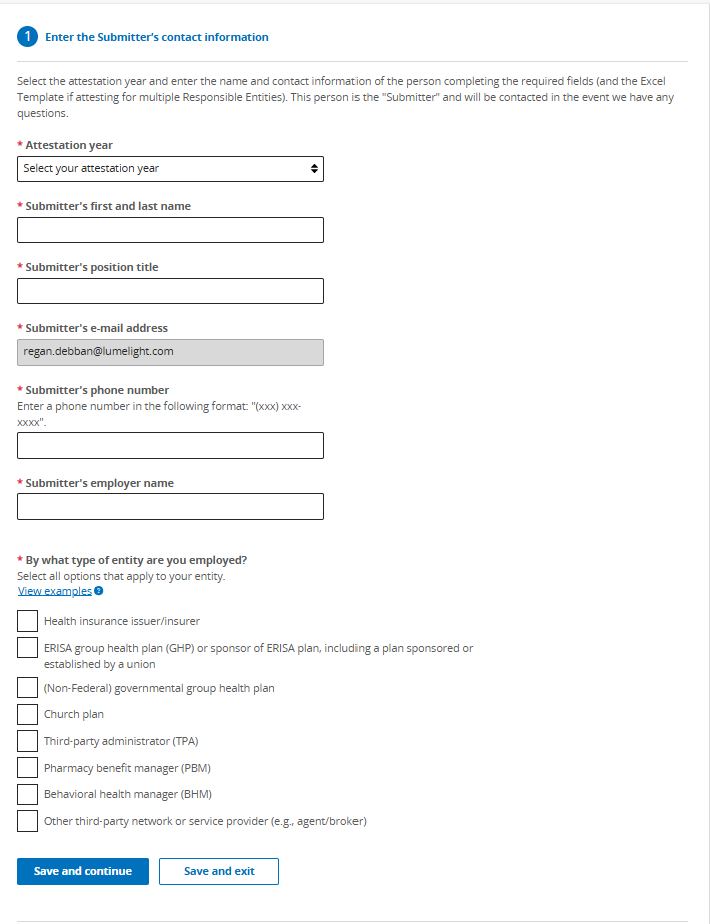 1 Enter the Submitter's contact information
Select the attestation year and enter the name and contact information of the person completing the required fields (and the Excel
Template if attesting for multiple Responsible Entities). This person is the "Submitter" and will be contacted in the event we have any
questions.
* Attestation year
Select your attestation year
* Submitter's first and last name
* Submitter's position title
* Submitter's e-mail address
regan.debban@lumelight.com
* Submitter's phone number
Enter a phone number in the following format: "(xxx) xxx-
xxxx".
* Submitter's employer name
* By what type of entity are you employed?
Select all options that apply to your entity.
View examples ?
Health insurance issuer/insurer
ERISA group health plan (GHP) or sponsor of ERISA plan, including a plan sponsored or
established by a union
(Non-Federal) governmental group health plan
Church plan
Third-party administrator (TPA)
Pharmacy benefit manager (PBM)
Behavioral health manager (BHM)
Other third-party network or service provider (e.g., agent/broker)
Save and continue
Save and exit